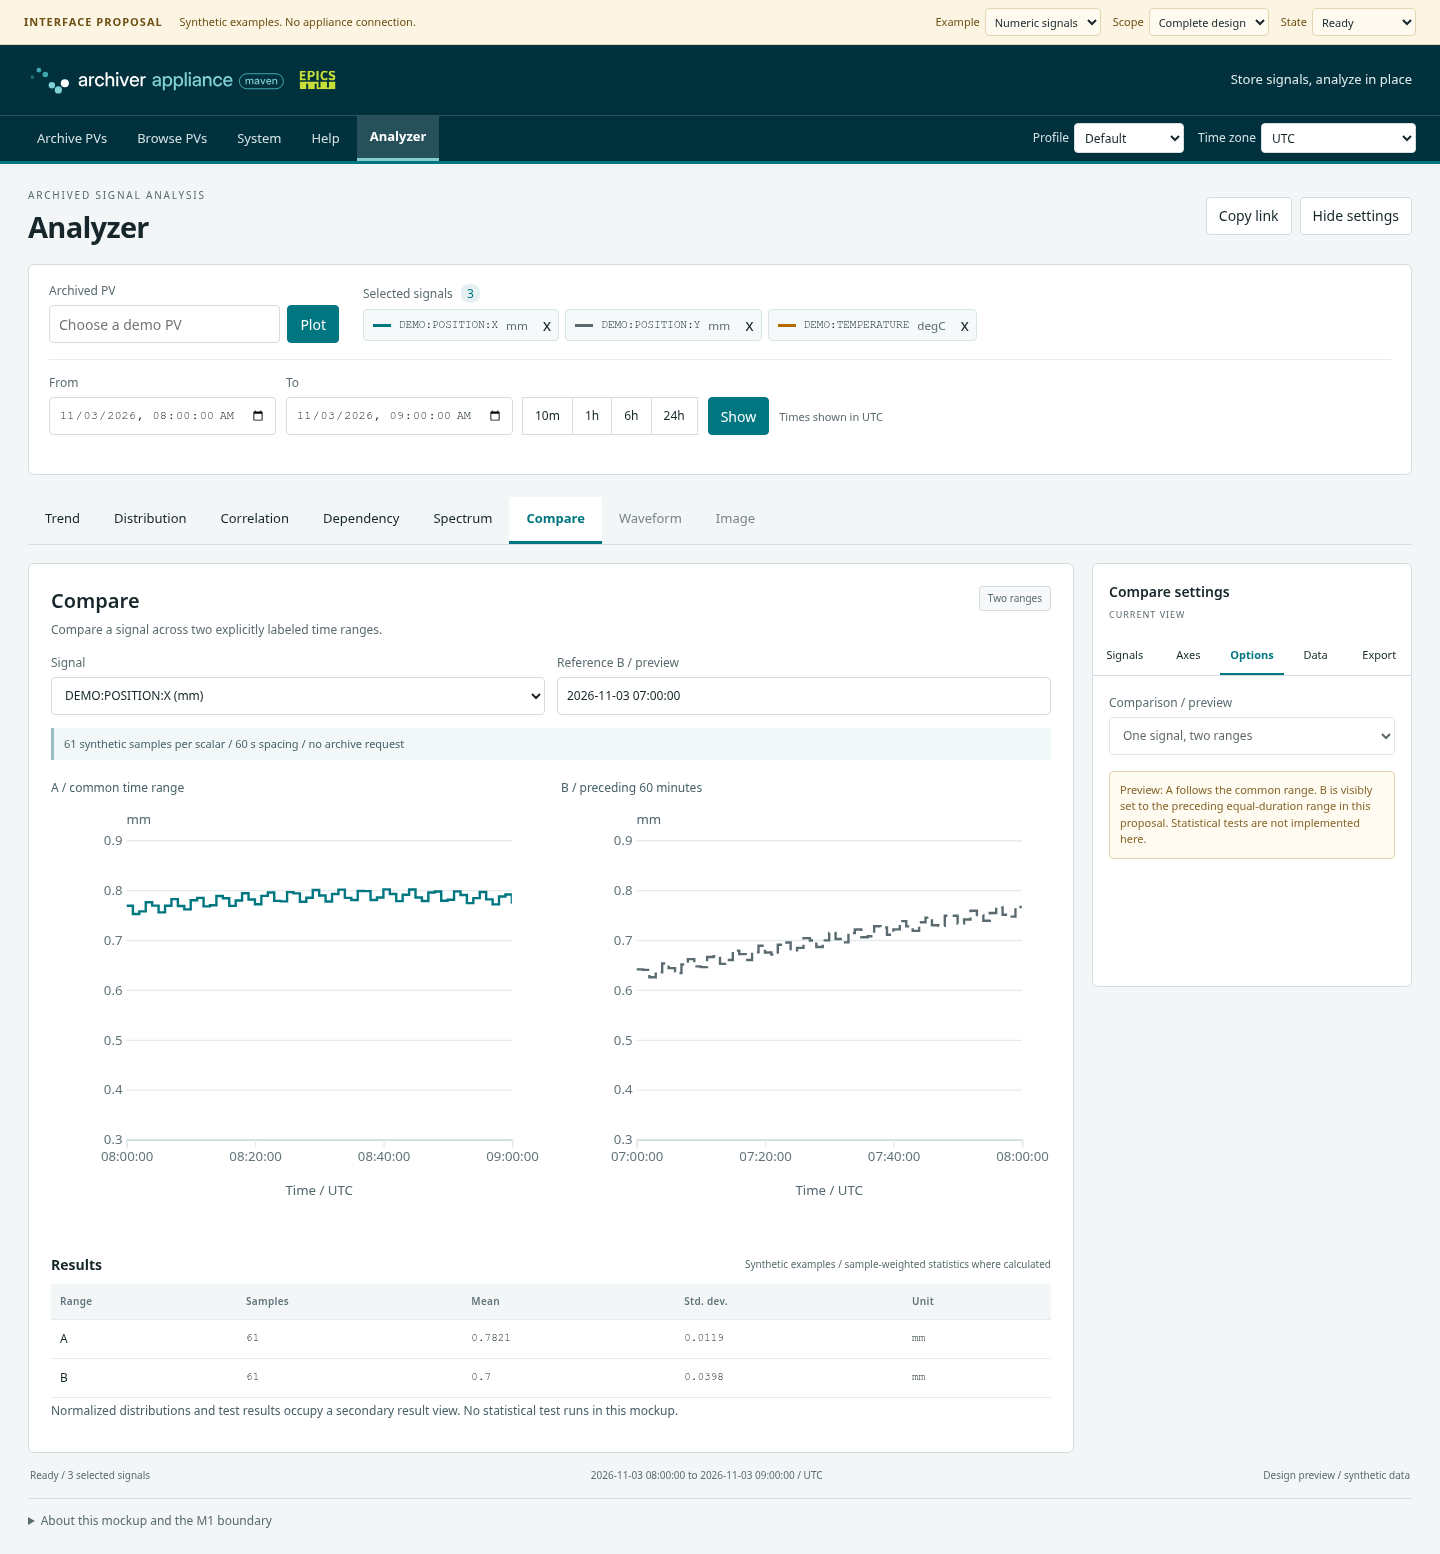 INTERFACE PROPOSAL Synthetic examples. No appliance connection. Example Numeric signals Scope Complete design State Ready
archiver appliance maven EPICS Store signals, analyze in place
Archive PVs Browse PVs System Help Analyzer Profile Default Time zone UTC
ARCHIVED SIGNAL ANALYSIS
Analyzer
Copy link Hide settings
Archived PV
Choose a demo PV Plot
Selected signals 3
DEMO:POSITION:X mm X DEMO:POSITION:Y mm X DEMO:TEMPERATURE degC X
From To
11/03/2026, 08:00:00 AM 11/03/2026, 09:00:00 AM 10m 1h 6h 24h Show Times shown in UTC
Trend Distribution Correlation Dependency Spectrum Compare Waveform Image
Compare
Two ranges
Compare a signal across two explicitly labeled time ranges.
Signal Reference B / preview
DEMO:POSITION:X (mm) 2026-11-03 07:00:00
61 synthetic samples per scalar / 60 s spacing / no archive request
A / common time range
mm
0.9
0.8
0.7
0.6
0.5
0.4
0.3
08:00:00 08:20:00 08:40:00 09:00:00
Time / UTC
B / preceding 60 minutes
mm
0.9
0.8
0.7
0.6
0.5
0.4
0.3
07:00:00 07:20:00 07:40:00 08:00:00
Time / UTC
Results Synthetic examples / sample-weighted statistics where calculated
Range Samples Mean Std. dev. Unit
A 61 0.7821 0.0119 mm
B 61 0.7 0.0398 mm
Normalized distributions and test results occupy a secondary result view. No statistical test runs in this mockup.
Compare settings
CURRENT VIEW
Signals Axes Options Data Export
Comparison / preview
One signal, two ranges
Preview: A follows the common range. B is visibly
set to the preceding equal-duration range in this
proposal. Statistical tests are not implemented
here.
Ready / 3 selected signals 2026-11-03 08:00:00 to 2026-11-03 09:00:00 / UTC Design preview / synthetic data
About this mockup and the M1 boundary